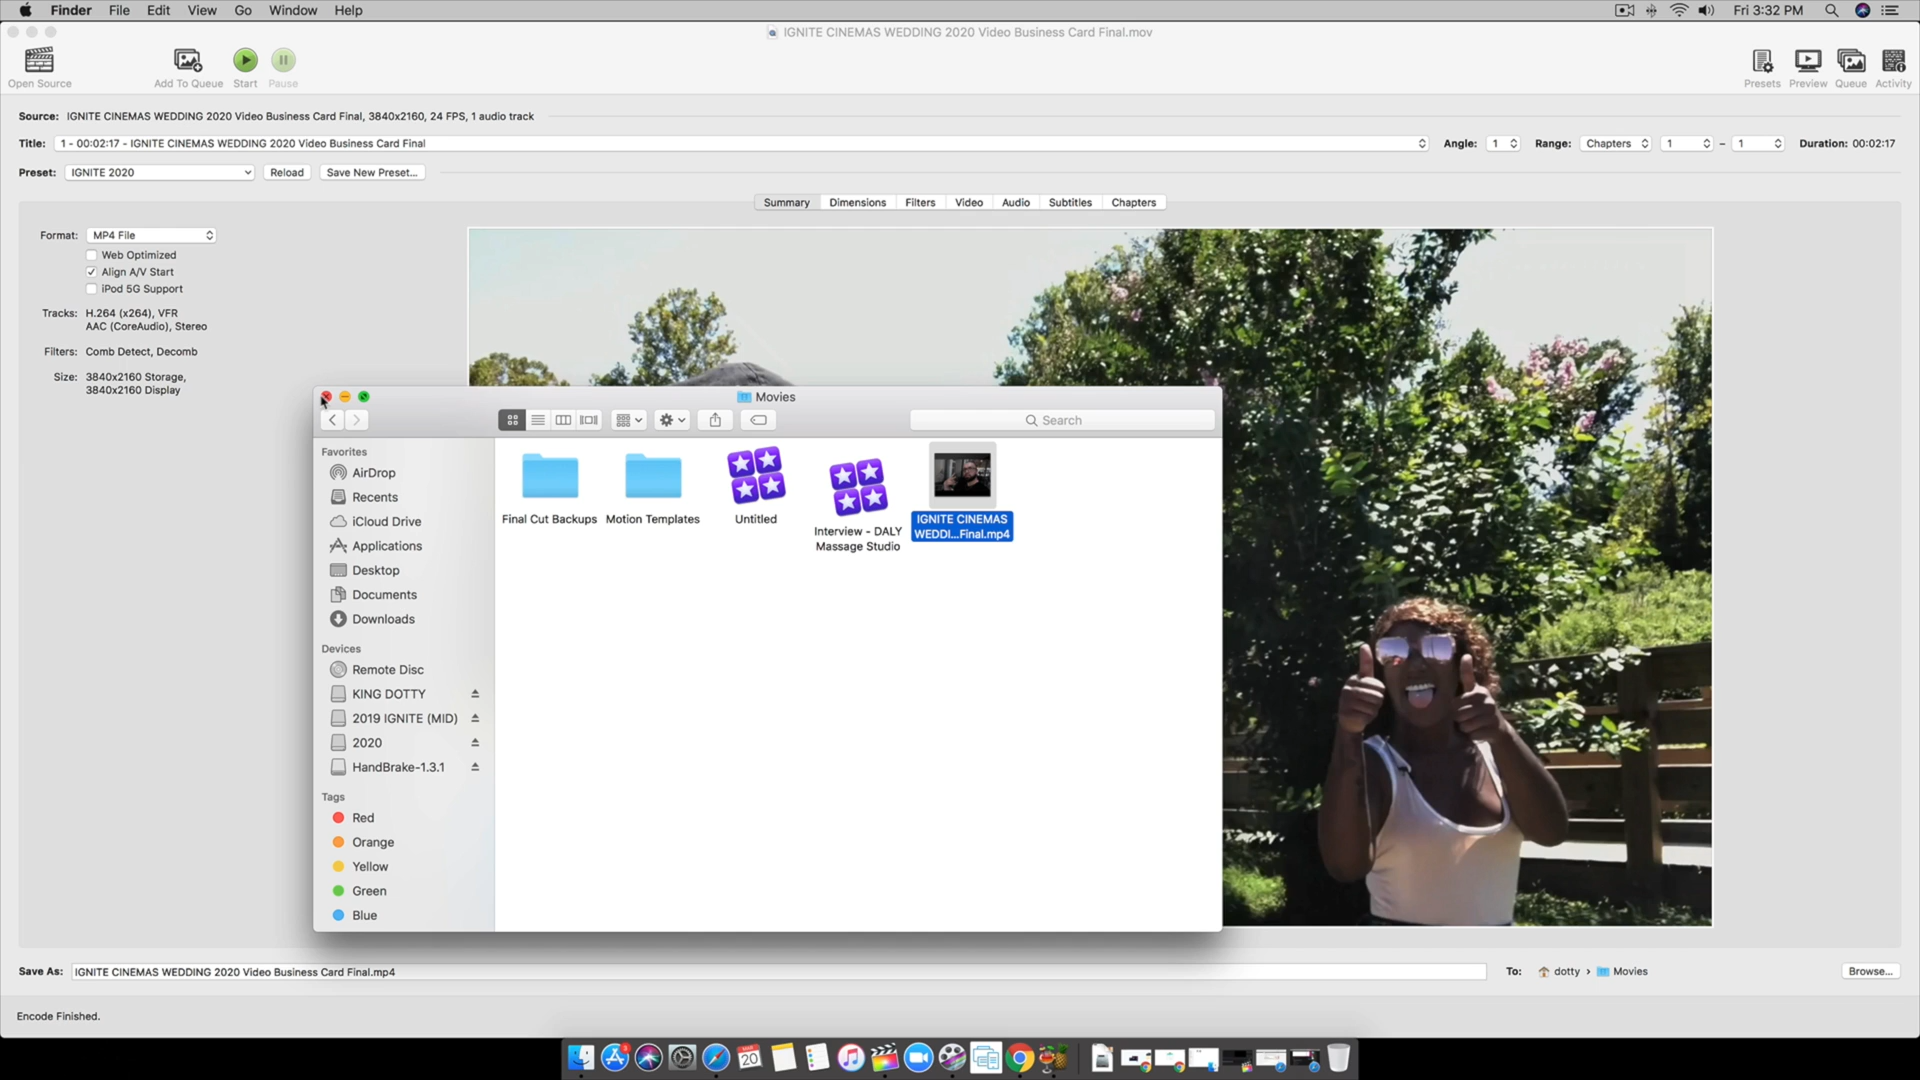 Finder File Edit View Go Window Help
Fri 3:32 PM
IGNITE CINEMAS WEDDING 2020 Video Business Card Final.mov
Open Source
Add To Queue
Start
Pause
Presets
Preview
Queue
Activity
Source: IGNITE CINEMAS WEDDING 2020 Video Business Card Final, 3840x2160, 24 FPS, 1 audio track
Title: 1 - 00:02:17 - IGNITE CINEMAS WEDDING 2020 Video Business Card Final
Angle: 1 Range: Chapters 1 – 1 Duration: 00:02:17
Preset: IGNITE 2020 Reload Save New Preset...
Summary Dimensions Filters Video Audio Subtitles Chapters
Format: MP4 File
Web Optimized
Align A/V Start
iPod 5G Support
Tracks: H.264 (x264), VFR
AAC (CoreAudio), Stereo
Filters: Comb Detect, Decomb
Size: 3840x2160 Storage,
3840x2160 Display
Movies
Search
Favorites
AirDrop
Recents
iCloud Drive
Applications
Desktop
Documents
Downloads
Devices
Remote Disc
KING DOTTY
2019 IGNITE (MID)
2020
HandBrake-1.3.1
Tags
Red
Orange
Yellow
Green
Blue
Final Cut Backups
Motion Templates
Untitled
Interview - DALY
Massage Studio
IGNITE CINEMAS
WEDDI...Final.mp4
Save As: IGNITE CINEMAS WEDDING 2020 Video Business Card Final.mp4
To: dotty › Movies
Browse...
Encode Finished.
20